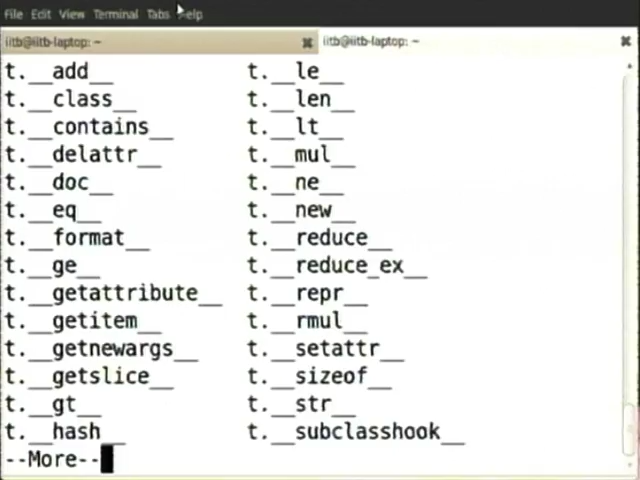 File Edit View Terminal Tabs Help
iitb@iitb-laptop: ~ iitb@iitb-laptop: ~
t.__add__ t.__le__
t.__class__ t.__len__
t.__contains__ t.__lt__
t.__delattr__ t.__mul__
t.__doc__ t.__ne__
t.__eq__ t.__new__
t.__format__ t.__reduce__
t.__ge__ t.__reduce_ex__
t.__getattribute__ t.__repr__
t.__getitem__ t.__rmul__
t.__getnewargs__ t.__setattr__
t.__getslice__ t.__sizeof__
t.__gt__ t.__str__
t.__hash__ t.__subclasshook__
--More--